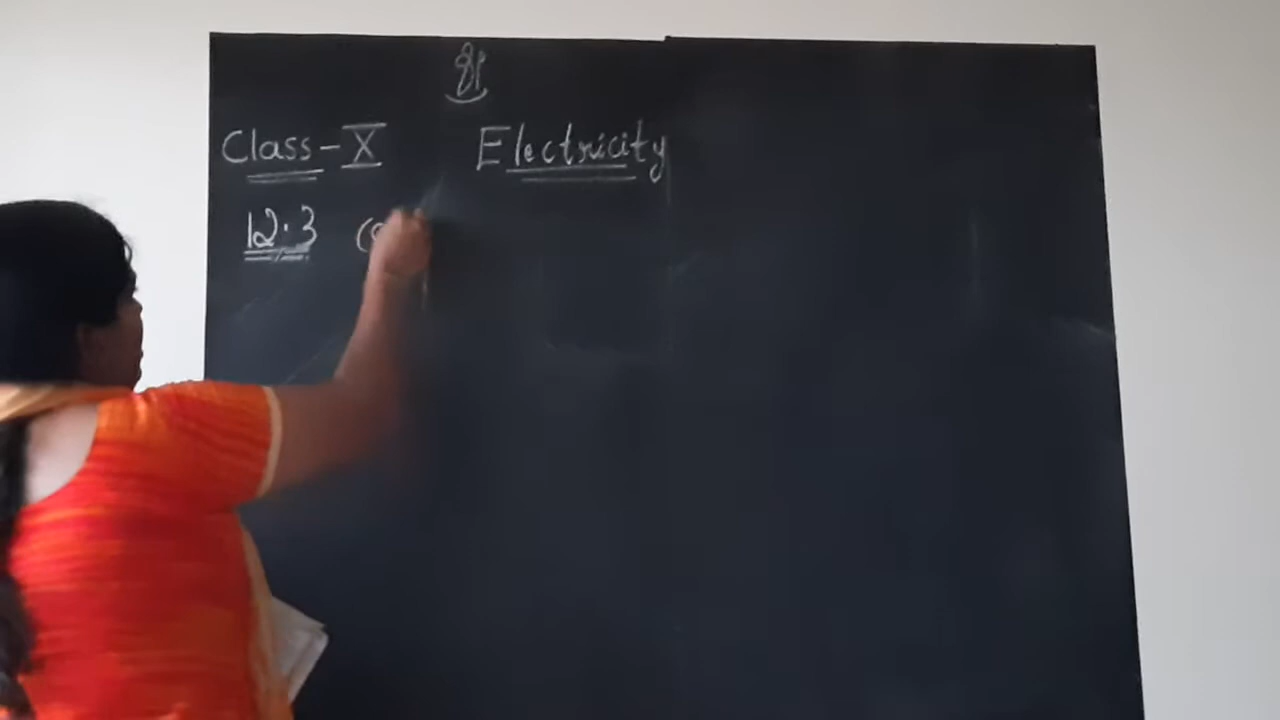 શ્રી
Class-X Electricity
12.3 (a